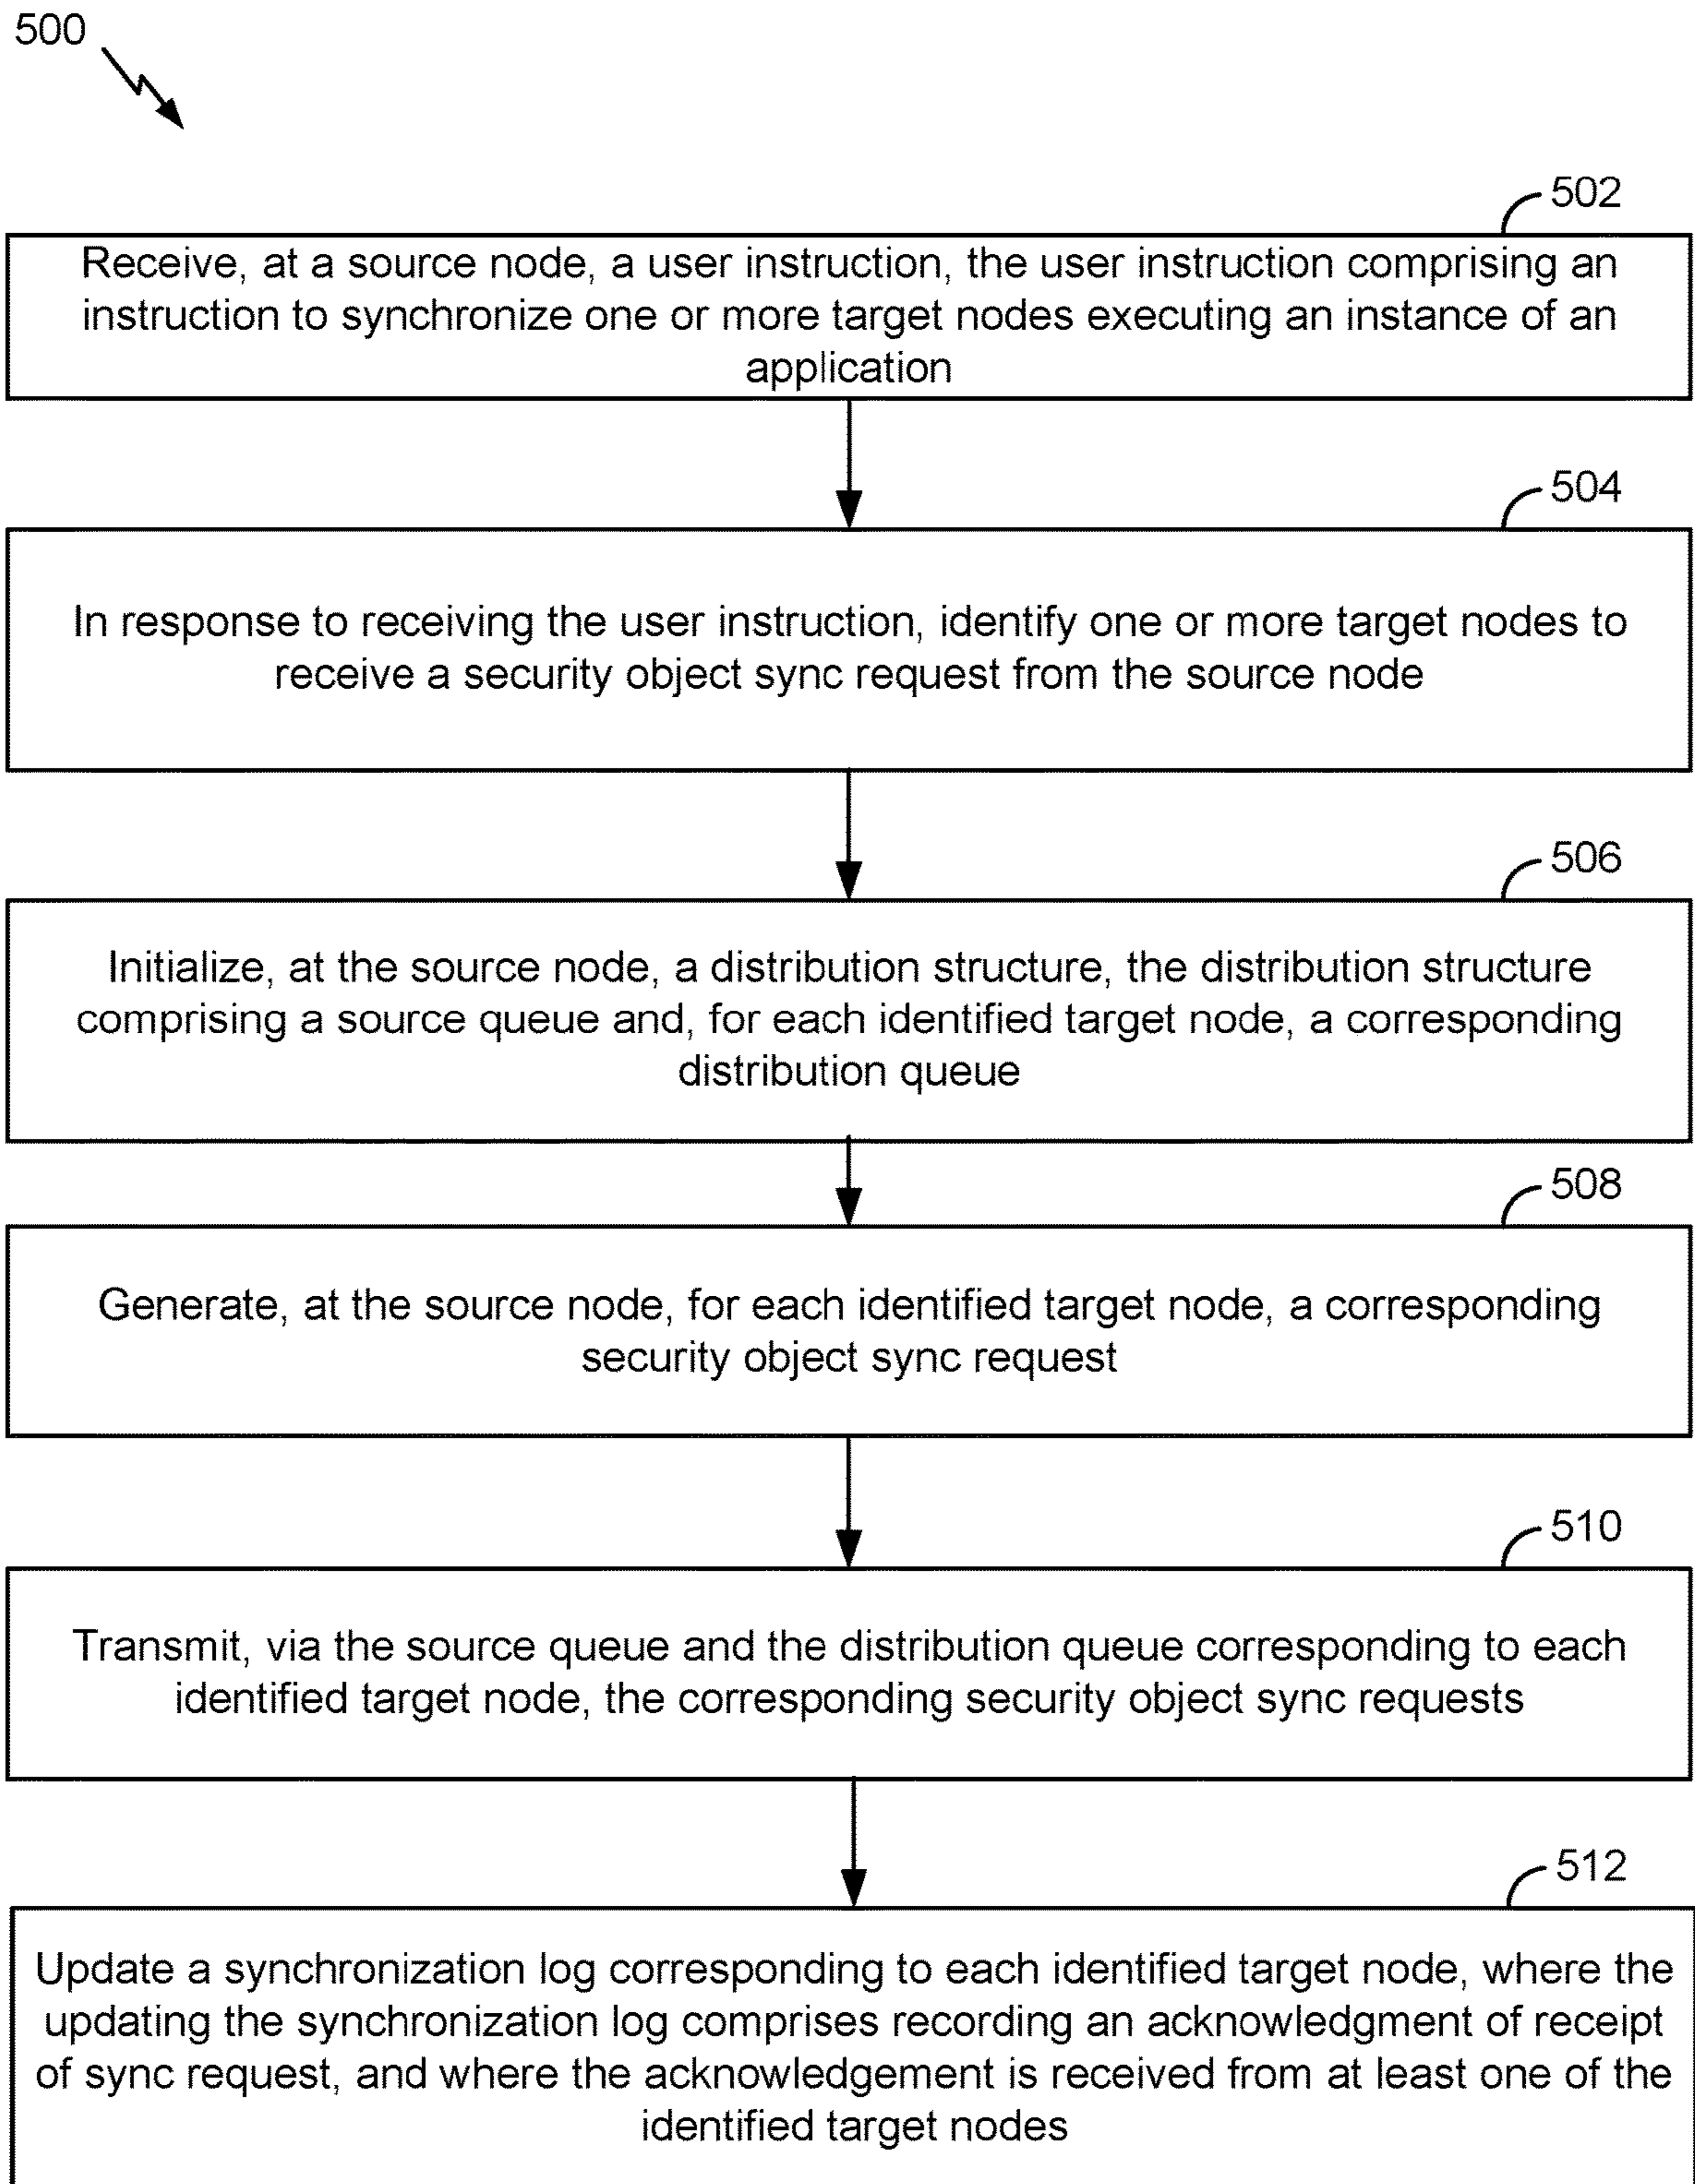 500
502
Receive, at a source node, a user instruction, the user instruction comprising an
instruction to synchronize one or more target nodes executing an instance of an
application
504
In response to receiving the user instruction, identify one or more target nodes to
receive a security object sync request from the source node
506
Initialize, at the source node, a distribution structure, the distribution structure
comprising a source queue and, for each identified target node, a corresponding
distribution queue
508
Generate, at the source node, for each identified target node, a corresponding
security object sync request
510
Transmit, via the source queue and the distribution queue corresponding to each
identified target node, the corresponding security object sync requests
512
Update a synchronization log corresponding to each identified target node, where the
updating the synchronization log comprises recording an acknowledgment of receipt
of sync request, and where the acknowledgement is received from at least one of the
identified target nodes